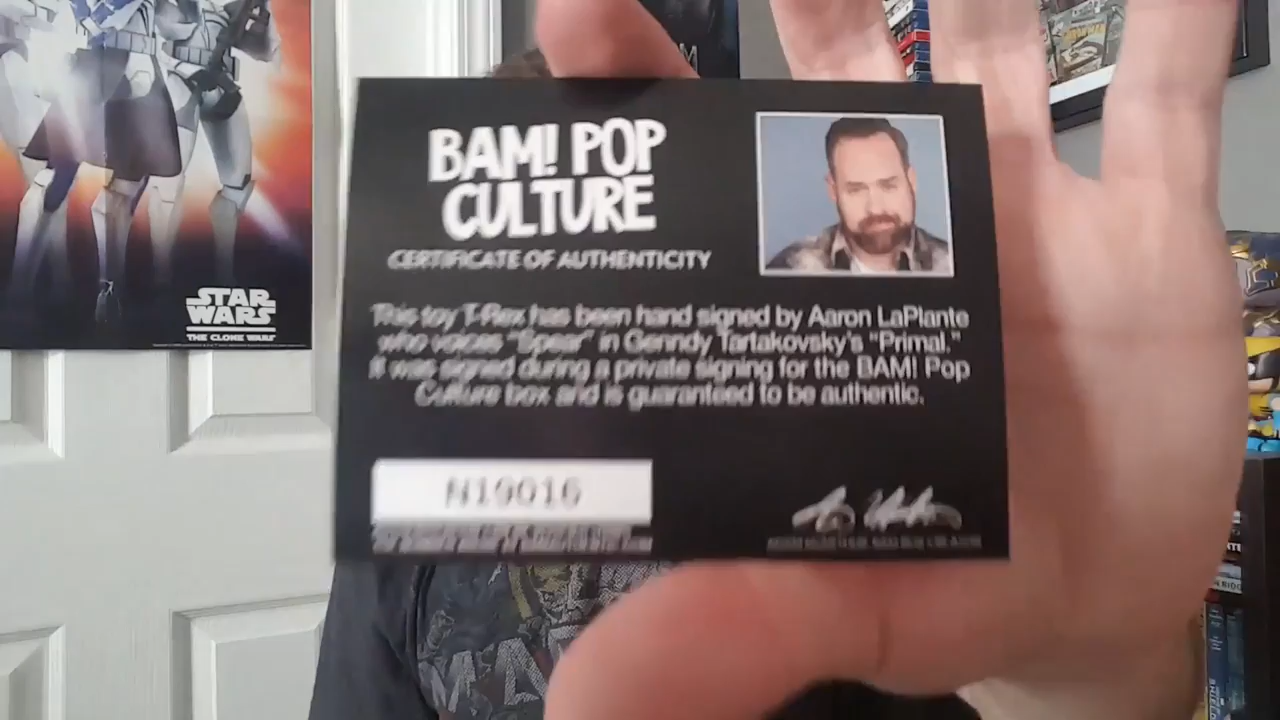 BAM! POP
CULTURE
CERTIFICATE OF AUTHENTICITY
This toy T-Rex has been hand signed by Aaron LaPlante
who voices "Spear" in Genndy Tartakovsky's "Primal."
It was signed during a private signing for the BAM! Pop
Culture box and is guaranteed to be authentic.
N19016
STAR
WARS
THE CLONE WARS